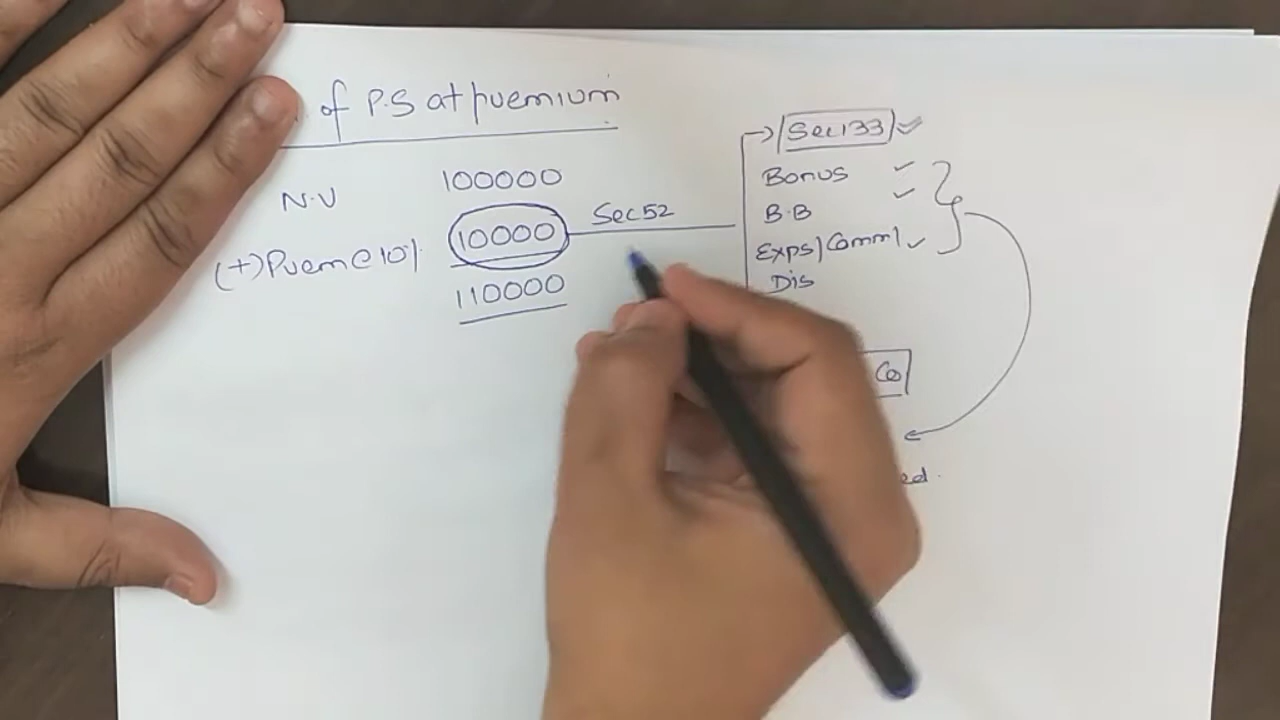 . of P.S at premium
N.V 100000
(+) Prem@10% 10000 Sec 52
110000
→ Sec 133
Bonus
B.B
Exps/Comm
Dis
Co
ed.